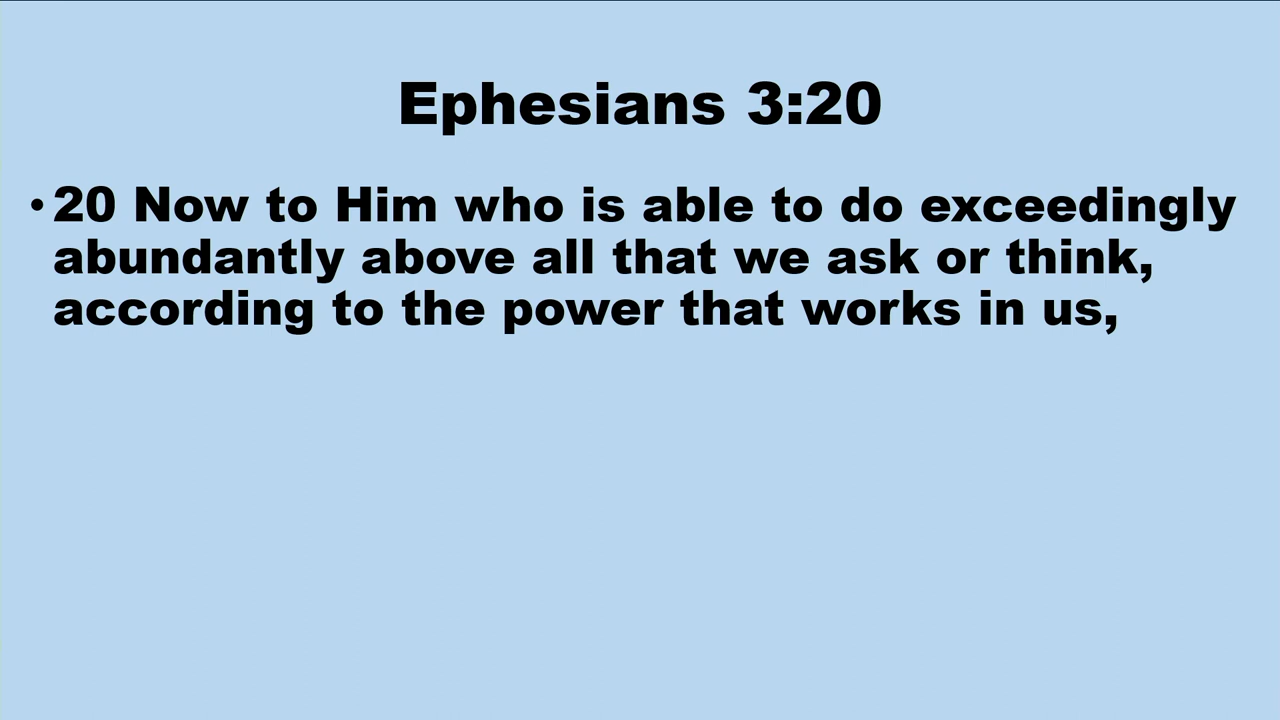 Ephesians 3:20
• 20 Now to Him who is able to do exceedingly
abundantly above all that we ask or think,
according to the power that works in us,